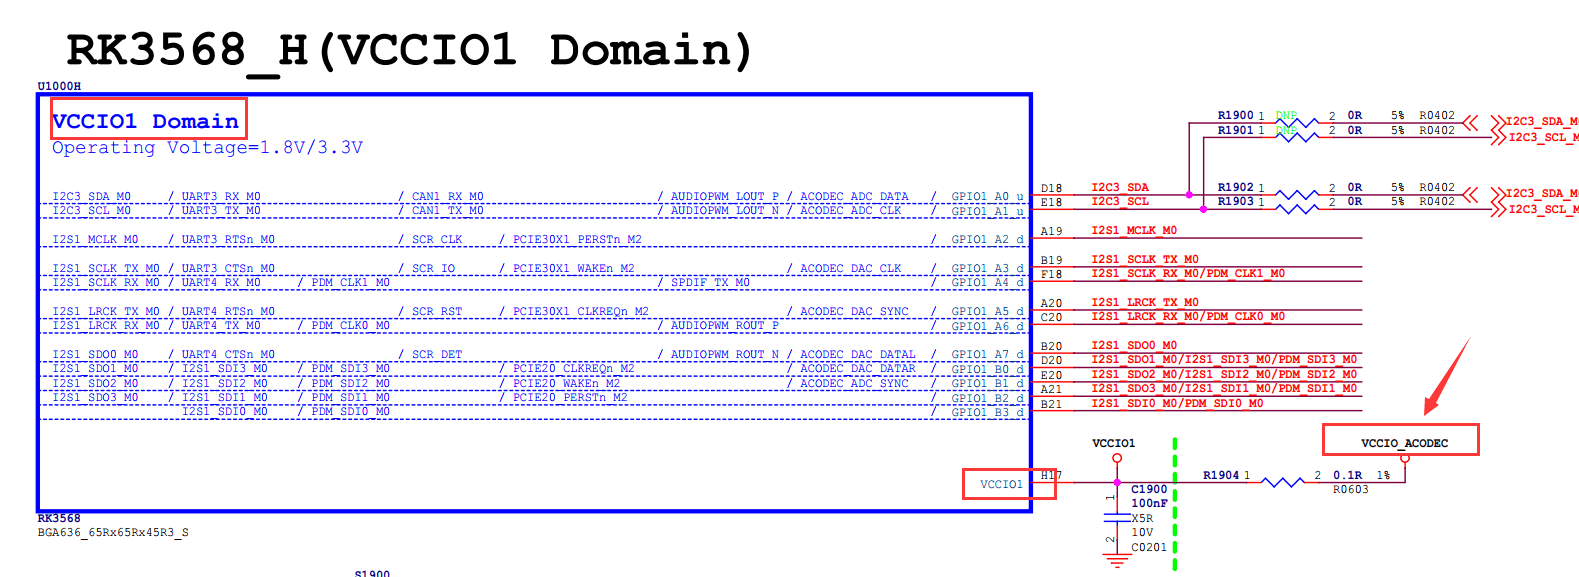 RK3568_H(VCCIO1 Domain)
U1000H
VCCIO1 Domain
Operating Voltage=1.8V/3.3V
I2C3_SDA_M0 / UART3_RX_M0 / CAN1_RX_M0 / AUDIOPWM_LOUT_P / ACODEC_ADC_DATA / GPIO1_A0_u D18 I2C3_SDA
I2C3_SCL_M0 / UART3_TX_M0 / CAN1_TX_M0 / AUDIOPWM_LOUT_N / ACODEC_ADC_CLK / GPIO1_A1_u E18 I2C3_SCL
I2S1_MCLK_M0 / UART3_RTSn_M0 / SCR_CLK / PCIE30X1_PERSTn_M2 / GPIO1_A2_d A19 I2S1_MCLK_M0
I2S1_SCLK_TX_M0 / UART3_CTSn_M0 / SCR_IO / PCIE30X1_WAKEn_M2 / ACODEC_DAC_CLK / GPIO1_A3_d B19 I2S1_SCLK_TX_M0
I2S1_SCLK_RX_M0 / UART4_RX_M0 / PDM_CLK1_M0 / SPDIF_TX_M0 / GPIO1_A4_d F18 I2S1_SCLK_RX_M0/PDM_CLK1_M0
I2S1_LRCK_TX_M0 / UART4_RTSn_M0 / SCR_RST / PCIE30X1_CLKREQn_M2 / ACODEC_DAC_SYNC / GPIO1_A5_d A20 I2S1_LRCK_TX_M0
I2S1_LRCK_RX_M0 / UART4_TX_M0 / PDM_CLK0_M0 / AUDIOPWM_ROUT_P / GPIO1_A6_d C20 I2S1_LRCK_RX_M0/PDM_CLK0_M0
I2S1_SDO0_M0 / UART4_CTSn_M0 / SCR_DET / AUDIOPWM_ROUT_N / ACODEC_DAC_DATAL / GPIO1_A7_d B20 I2S1_SDO0_M0
I2S1_SDO1_M0 / I2S1_SDI3_M0 / PDM_SDI3_M0 / PCIE20_CLKREQn_M2 / ACODEC_DAC_DATAR / GPIO1_B0_d D20 I2S1_SDO1_M0/I2S1_SDI3_M0/PDM_SDI3_M0
I2S1_SDO2_M0 / I2S1_SDI2_M0 / PDM_SDI2_M0 / PCIE20_WAKEn_M2 / ACODEC_ADC_SYNC / GPIO1_B1_d E20 I2S1_SDO2_M0/I2S1_SDI2_M0/PDM_SDI2_M0
I2S1_SDO3_M0 / I2S1_SDI1_M0 / PDM_SDI1_M0 / PCIE20_PERSTn_M2 / GPIO1_B2_d A21 I2S1_SDO3_M0/I2S1_SDI1_M0/PDM_SDI1_M0
I2S1_SDI0_M0 / PDM_SDI0_M0 / GPIO1_B3_d B21 I2S1_SDI0_M0/PDM_SDI0_M0
R1900 1 DNP 2 0R 5% R0402 I2C3_SDA_M
R1901 1 DNP 2 0R 5% R0402 I2C3_SCL_M
R1902 1 2 0R 5% R0402 I2C3_SDA_M
R1903 1 2 0R 5% R0402 I2C3_SCL_M
VCCIO1 VCCIO_ACODEC
VCCIO1 H17 R1904 1 2 0.1R 1%
R0603
1 C1900
100nF
X5R
2 10V
C0201
RK3568
BGA636_65Rx65Rx45R3_S
S1900